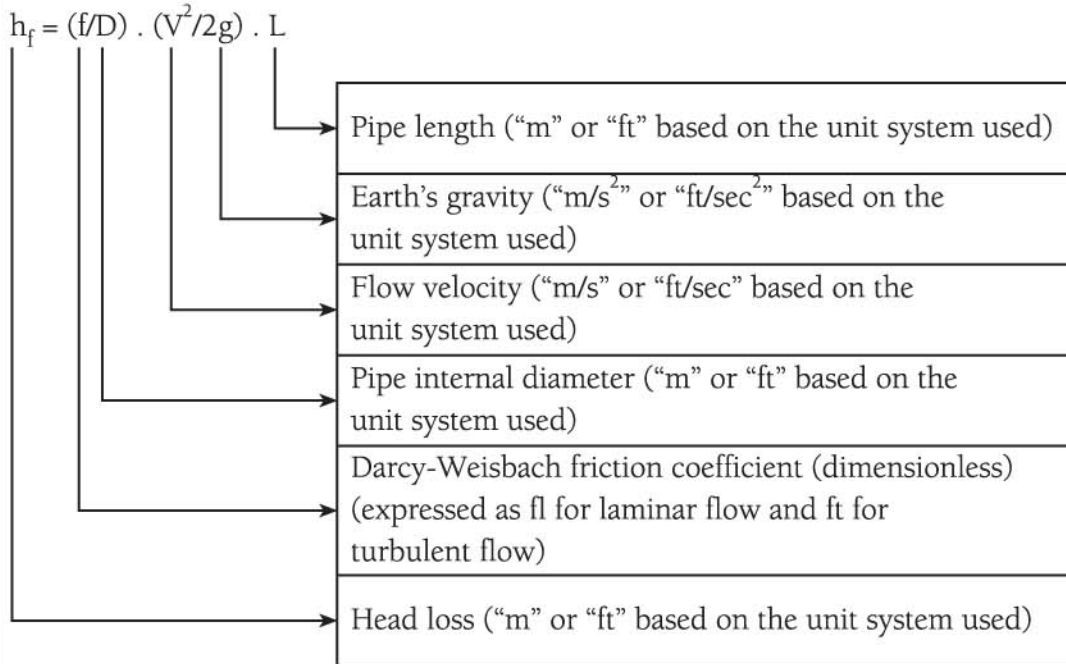 h_f = (f/D) . (V²/2g) . L
Pipe length (“m” or “ft” based on the unit system used)
Earth’s gravity (“m/s²” or “ft/sec²” based on the
unit system used)
Flow velocity (“m/s” or “ft/sec” based on the
unit system used)
Pipe internal diameter (“m” or “ft” based on the
unit system used)
Darcy-Weisbach friction coefficient (dimensionless)
(expressed as fl for laminar flow and ft for
turbulent flow)
Head loss (“m” or “ft” based on the unit system used)